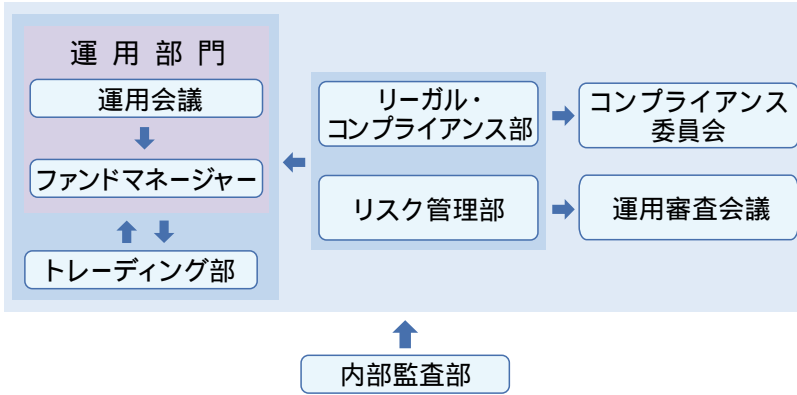 運用部門
運用会議
ファンドマネージャー
トレーディング部
リーガル・
コンプライアンス部
リスク管理部
コンプライアンス
委員会
運用審査会議
内部監査部